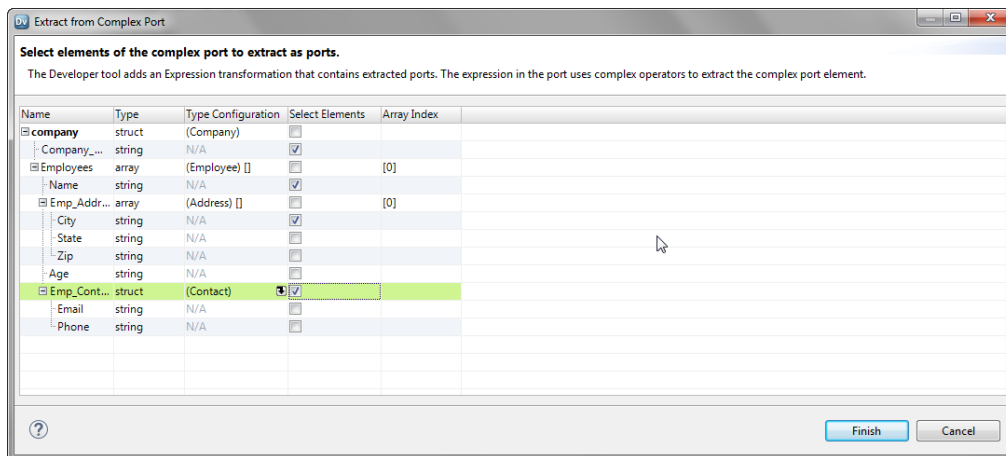 Dv Extract from Complex Port
Select elements of the complex port to extract as ports.
The Developer tool adds an Expression transformation that contains extracted ports. The expression in the port uses complex operators to extract the complex port element.
Name Type Type Configuration Select Elements Array Index
company struct (Company)
Company_... string N/A
Employees array (Employee) [] [0]
Name string N/A
Emp_Addr... array (Address) [] [0]
City string N/A
State string N/A
Zip string N/A
Age string N/A
Emp_Cont... struct (Contact)
Email string N/A
Phone string N/A
? Finish Cancel